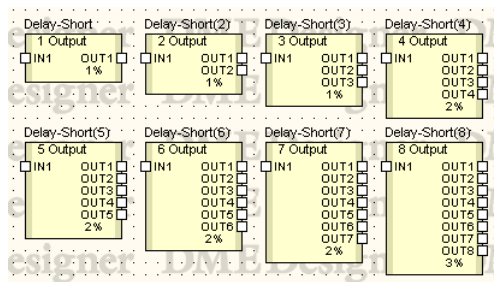 Delay-Short
1 Output
IN1 OUT1
1%
Delay-Short(2)
2 Output
IN1 OUT1
OUT2
1%
Delay-Short(3)
3 Output
IN1 OUT1
OUT2
OUT3
1%
Delay-Short(4)
4 Output
IN1 OUT1
OUT2
OUT3
OUT4
2%
Delay-Short(5)
5 Output
IN1 OUT1
OUT2
OUT3
OUT4
OUT5
2%
Delay-Short(6)
6 Output
IN1 OUT1
OUT2
OUT3
OUT4
OUT5
OUT6
2%
Delay-Short(7)
7 Output
IN1 OUT1
OUT2
OUT3
OUT4
OUT5
OUT6
OUT7
2%
Delay-Short(8)
8 Output
IN1 OUT1
OUT2
OUT3
OUT4
OUT5
OUT6
OUT7
OUT8
3%